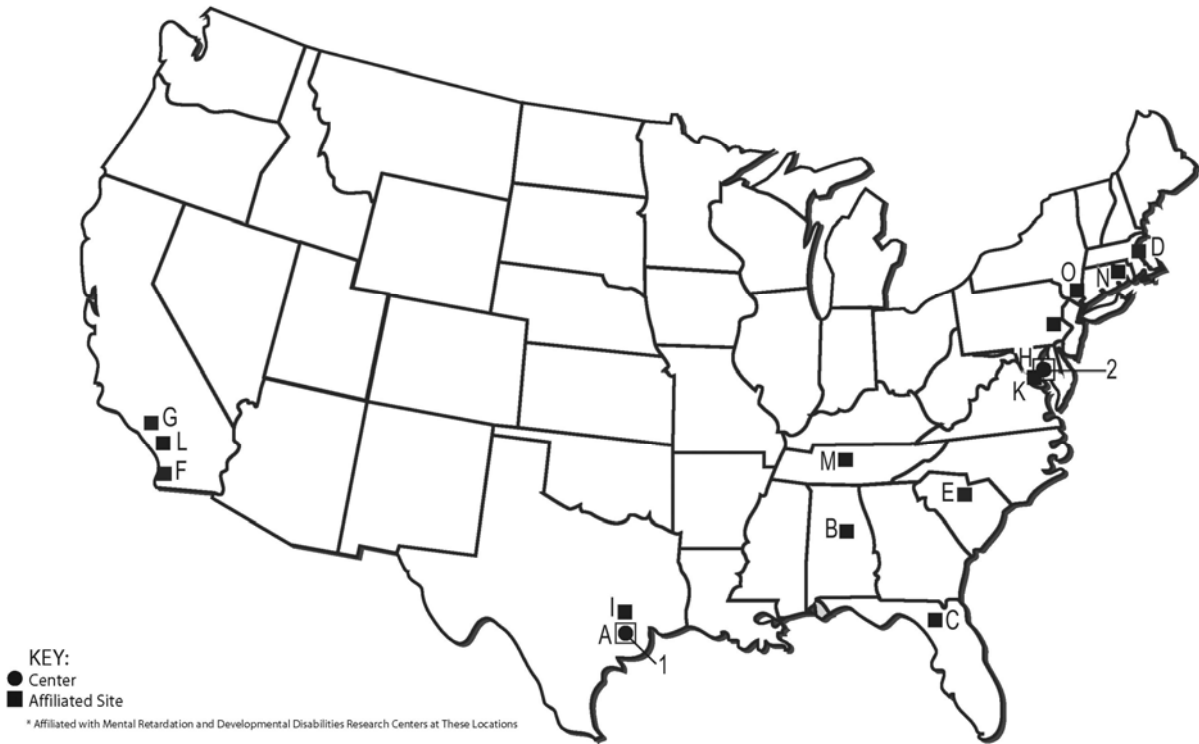 D
O
N
H
2
K
G
L
F
M
E
B
I
A
C
1
KEY:
Center
Affiliated Site
* Affiliated with Mental Retardation and Developmental Disabilities Research Centers at These Locations